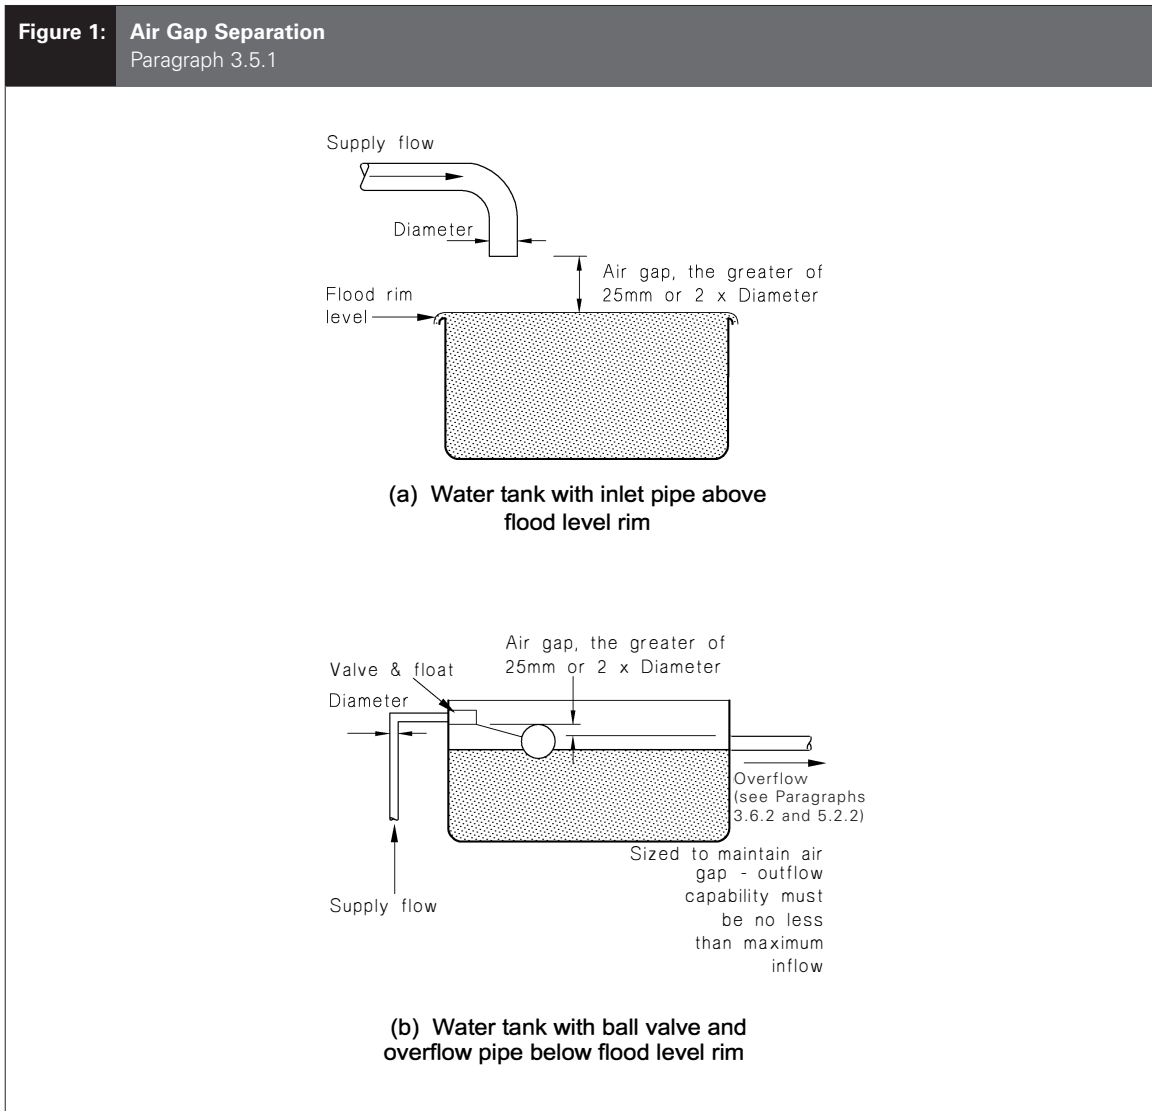 Figure 1: Air Gap Separation
Paragraph 3.5.1
Supply flow
Diameter
Air gap, the greater of
25mm or 2 x Diameter
Flood rim
level
(a) Water tank with inlet pipe above
flood level rim
Air gap, the greater of
25mm or 2 x Diameter
Valve & float
Diameter
Overflow
(see Paragraphs
3.6.2 and 5.2.2)
Sized to maintain air
gap - outflow
capability must
be no less
than maximum
inflow
Supply flow
(b) Water tank with ball valve and
overflow pipe below flood level rim